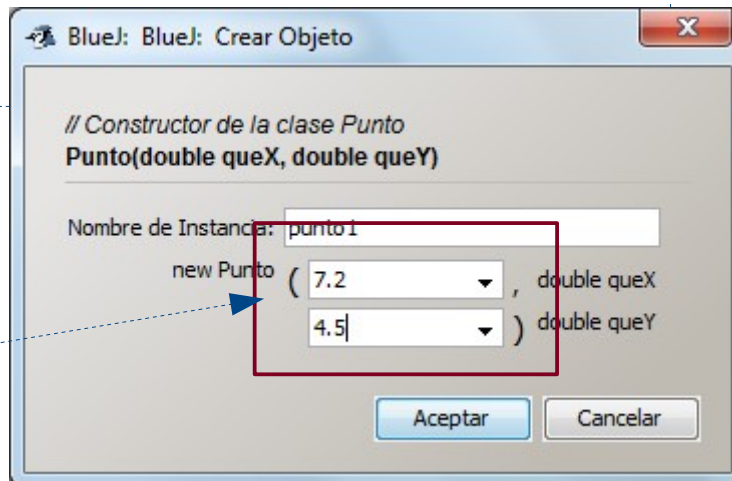 BlueJ: BlueJ: Crear Objeto
// Constructor de la clase Punto
Punto(double queX, double queY)
Nombre de Instancia: punto1
new Punto ( 7.2 , double queX
4.5 ) double queY
Aceptar Cancelar